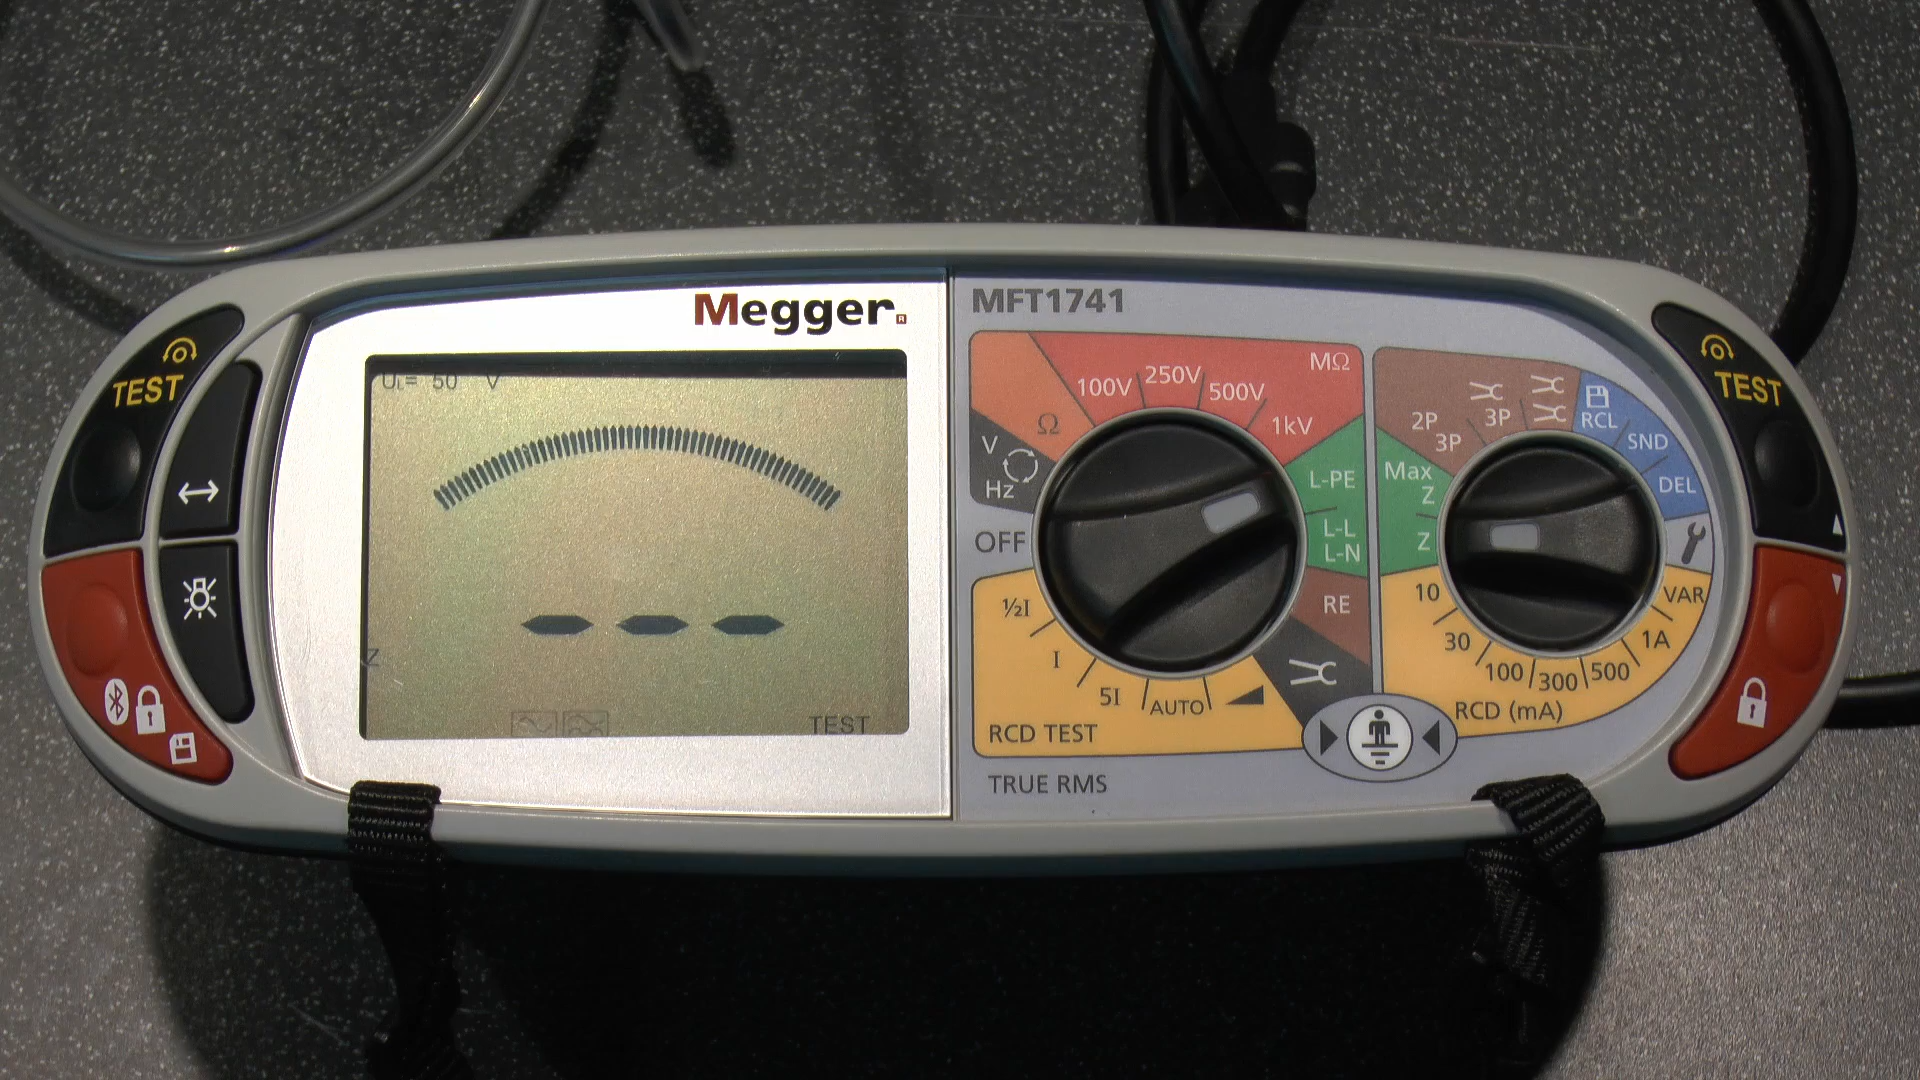 Megger.
MFT1741
TEST
UL= 50 V
Z
TEST
100V
250V
500V
1kV
MΩ
Ω
V
Hz
OFF
L-PE
L-L
L-N
RE
½I
I
5I
AUTO
RCD TEST
TRUE RMS
2P
3P
3P
RCL
SND
DEL
Max
Z
Z
10
30
100
300
500
1A
VAR
RCD (mA)
TEST